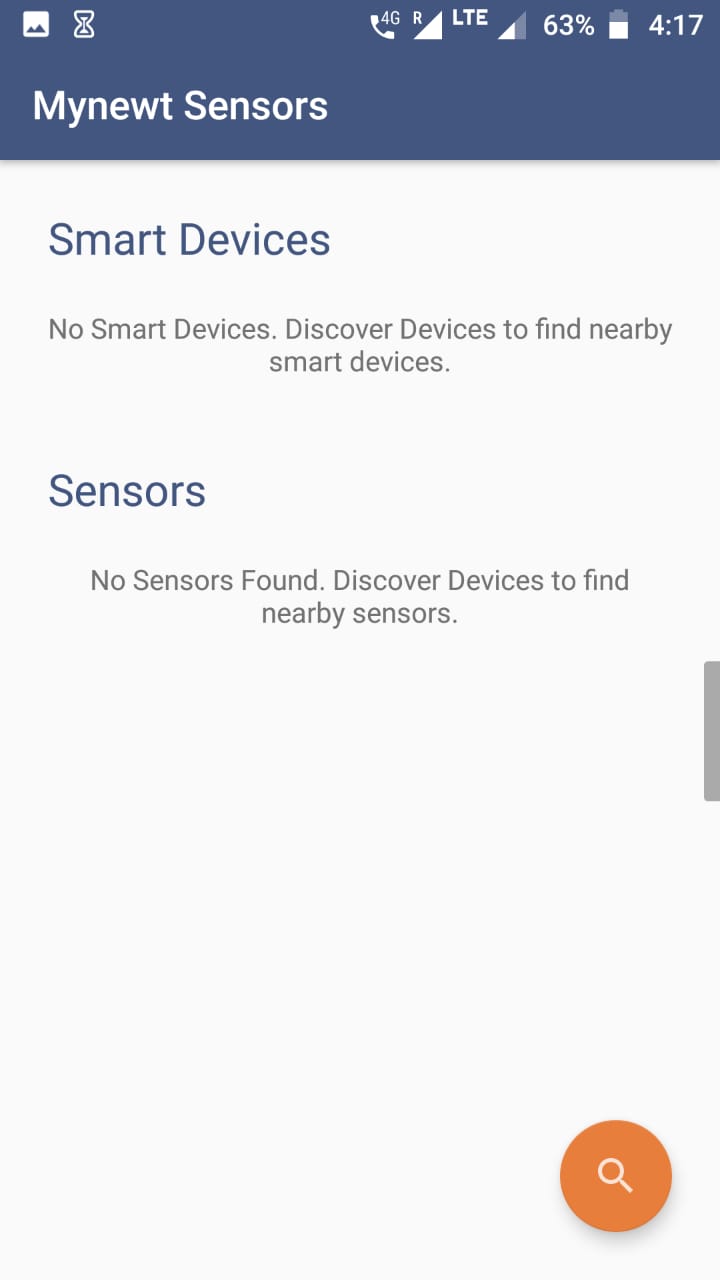 4G R LTE 63% 4:17
Mynewt Sensors
Smart Devices
No Smart Devices. Discover Devices to find nearby
smart devices.
Sensors
No Sensors Found. Discover Devices to find
nearby sensors.